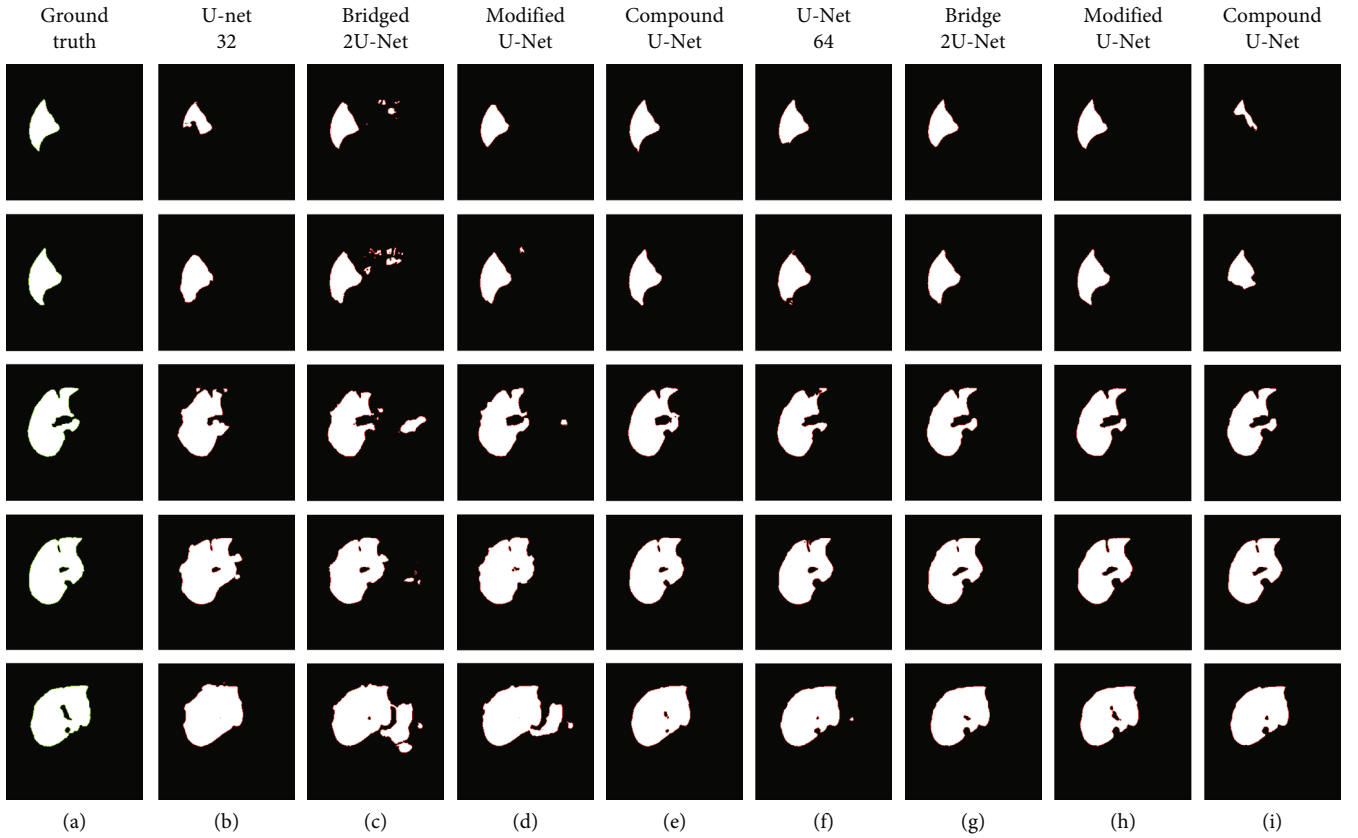 Ground truth
U-net 32
Bridged 2U-Net
Modified U-Net
Compound U-Net
U-Net 64
Bridge 2U-Net
Modified U-Net
Compound U-Net
(a) (b) (c) (d) (e) (f) (g) (h) (i)